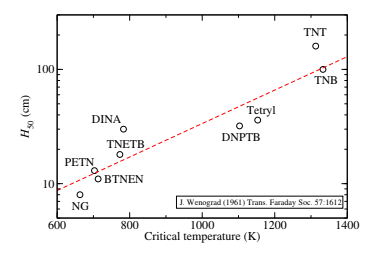 TNT
100
TNB
H50 (cm)
DINA
Tetryl
TNETB
DNPTB
PETN
BTNEN
10
NG
J. Wenograd (1961) Trans. Faraday Soc. 57:1612
600 800 1000 1200 1400
Critical temperature (K)